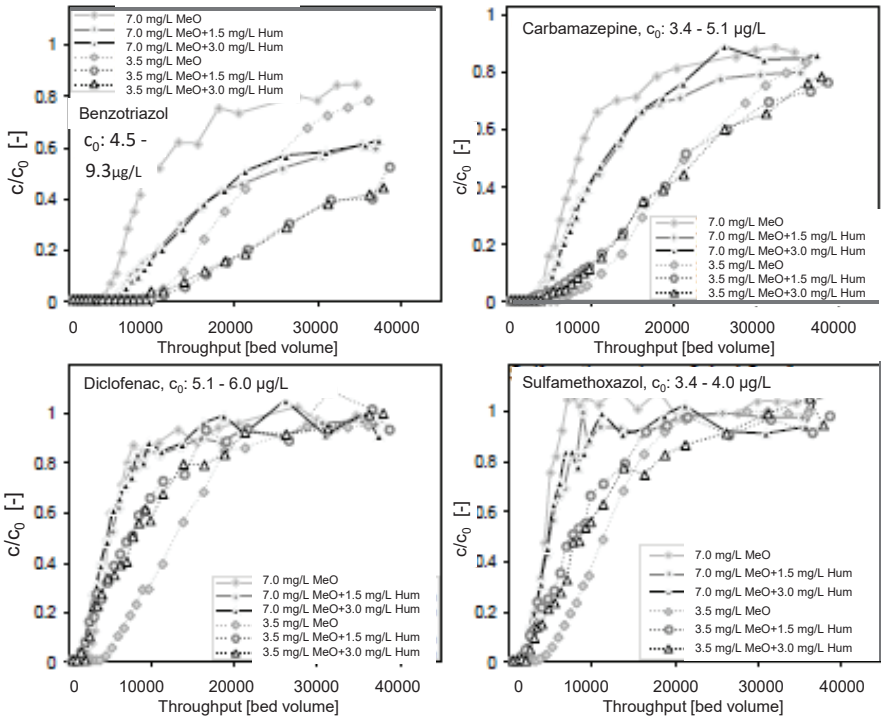 7.0 mg/L MeO
7.0 mg/L MeO+1.5 mg/L Hum
7.0 mg/L MeO+3.0 mg/L Hum
3.5 mg/L MeO
3.5 mg/L MeO+1.5 mg/L Hum
3.5 mg/L MeO+3.0 mg/L Hum
Benzotriazol
c0: 4.5 -
9.3µg/L
c/c0 [-]
1
0.8
0.6
0.4
0.2
0
0 10000 20000 30000 40000
Throughput [bed volume]
Carbamazepine, c0: 3.4 - 5.1 µg/L
c/c0 [-]
1
0.8
0.6
0.4
0.2
0
7.0 mg/L MeO
7.0 mg/L MeO+1.5 mg/L Hum
7.0 mg/L MeO+3.0 mg/L Hum
3.5 mg/L MeO
3.5 mg/L MeO+1.5 mg/L Hum
3.5 mg/L MeO+3.0 mg/L Hum
0 10000 20000 30000 40000
Throughput [bed volume]
Diclofenac, c0: 5.1 - 6.0 µg/L
c/c0 [-]
1
0.8
0.6
0.4
0.2
0
7.0 mg/L MeO
7.0 mg/L MeO+1.5 mg/L Hum
7.0 mg/L MeO+3.0 mg/L Hum
3.5 mg/L MeO
3.5 mg/L MeO+1.5 mg/L Hum
3.5 mg/L MeO+3.0 mg/L Hum
0 10000 20000 30000 40000
Throughput [bed volume]
Sulfamethoxazol, c0: 3.4 - 4.0 µg/L
c/c0 [-]
1
0.8
0.6
0.4
0.2
0
7.0 mg/L MeO
7.0 mg/L MeO+1.5 mg/L Hum
7.0 mg/L MeO+3.0 mg/L Hum
3.5 mg/L MeO
3.5 mg/L MeO+1.5 mg/L Hum
3.5 mg/L MeO+3.0 mg/L Hum
0 10000 20000 30000 40000
Throughput [bed volume]